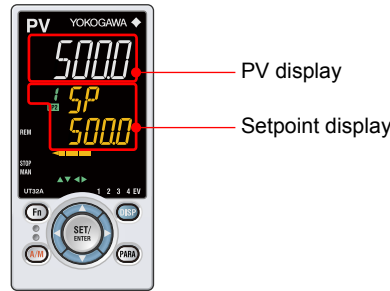 PV YOKOGAWA
500.0
PV display
1 SP
SP2
500.0
Setpoint display
REM
STOP
MAN
UT32A 1 2 3 4 EV
Fn DISP
SET/
ENTER
A/M PARA